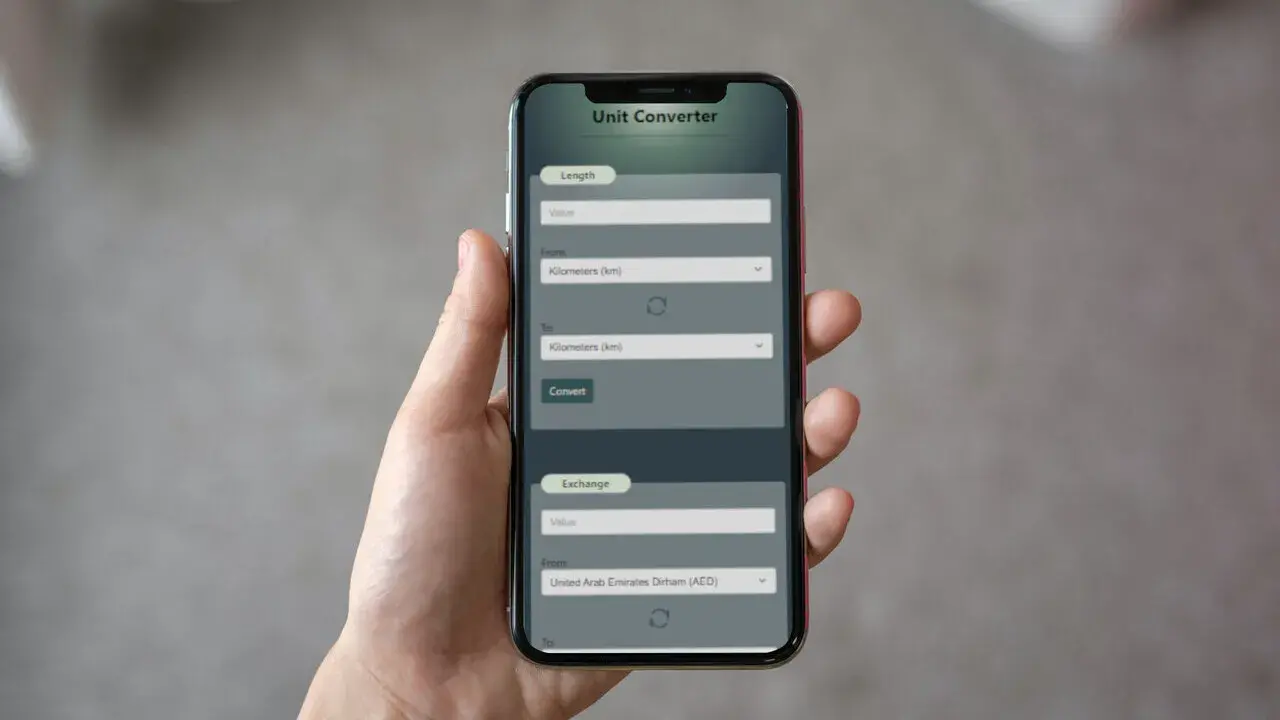 Unit Converter
Length
Value
From:
Kilometers (km)
To:
Kilometers (km)
Convert
Exchange
Value
From:
United Arab Emirates Dirham (AED)
To: